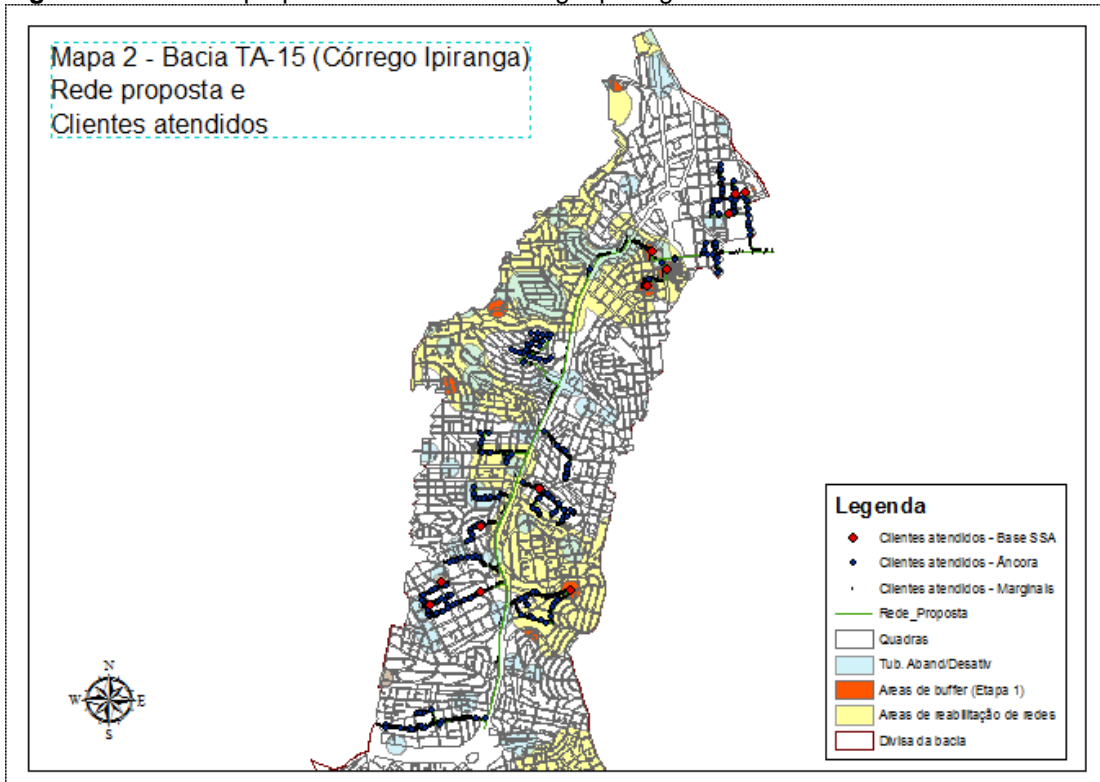 Mapa 2 - Bacia TA-15 (Córrego Ipiranga)
Rede proposta e
Clientes atendidos
N
W E
S
Legenda
Clientes atendidos - Base SSA
Clientes atendidos - Âncora
Clientes atendidos - Marginais
Rede_Proposta
Quadras
Tub. Aband/Desativ
Areas de buffer (Etapa 1)
Areas de reabilitação de redes
Divisa da bacia